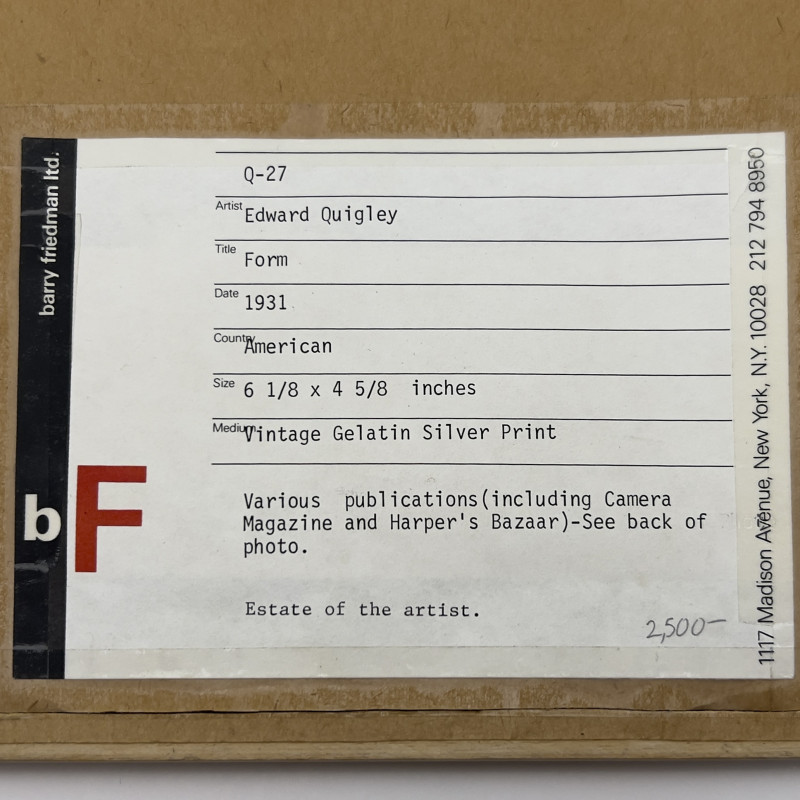 barry friedman ltd.
bF
Q-27
Artist Edward Quigley
Title Form
Date 1931
Country American
Size 6 1/8 x 4 5/8 inches
Medium Vintage Gelatin Silver Print
Various publications(including Camera
Magazine and Harper's Bazaar)-See back of
photo.
Estate of the artist.
2,500-
1117 Madison Avenue, New York, N.Y. 10028 212 794 8950